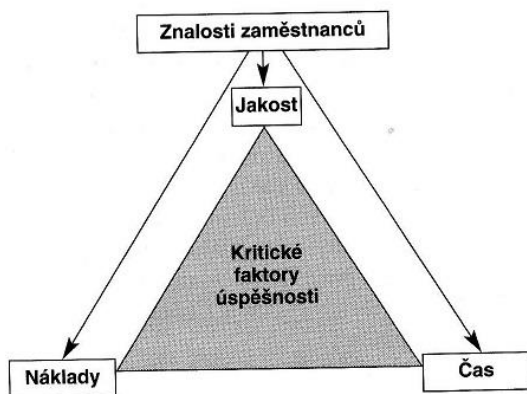 Znalosti zaměstnanců
Jakost
Kritické
faktory
úspěšnosti
Náklady
Čas